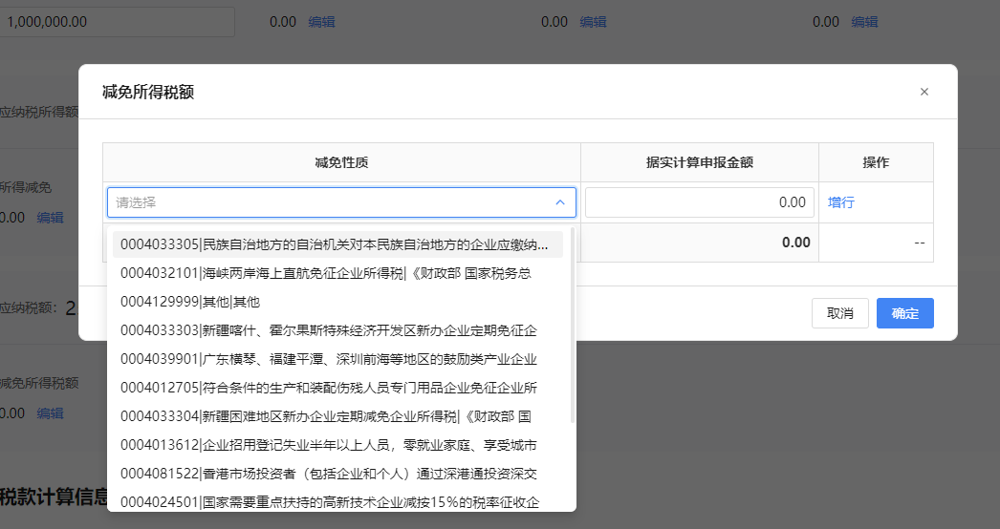 1,000,000.00
0.00 编辑
0.00 编辑
0.00 编辑
应纳税所得额
所得减免
0.00 编辑
应纳税额：2
减免所得税额
0.00 编辑
税款计算信息
减免所得税额
×
减免性质
据实计算申报金额
操作
请选择
0.00
增行
0.00
--
0004033305|民族自治地方的自治机关对本民族自治地方的企业应缴纳...
0004032101|海峡两岸海上直航免征企业所得税|《财政部 国家税务总
0004129999|其他|其他
0004033303|新疆喀什、霍尔果斯特殊经济开发区新办企业定期免征企
0004039901|广东横琴、福建平潭、深圳前海等地区的鼓励类产业企业
0004012705|符合条件的生产和装配伤残人员专门用品企业免征企业所
0004033304|新疆困难地区新办企业定期减免企业所得税|《财政部 国
0004013612|企业招用登记失业半年以上人员，零就业家庭、享受城市
0004081522|香港市场投资者（包括企业和个人）通过深港通投资深交
0004024501|国家需要重点扶持的高新技术企业减按15%的税率征收企
取消
确定